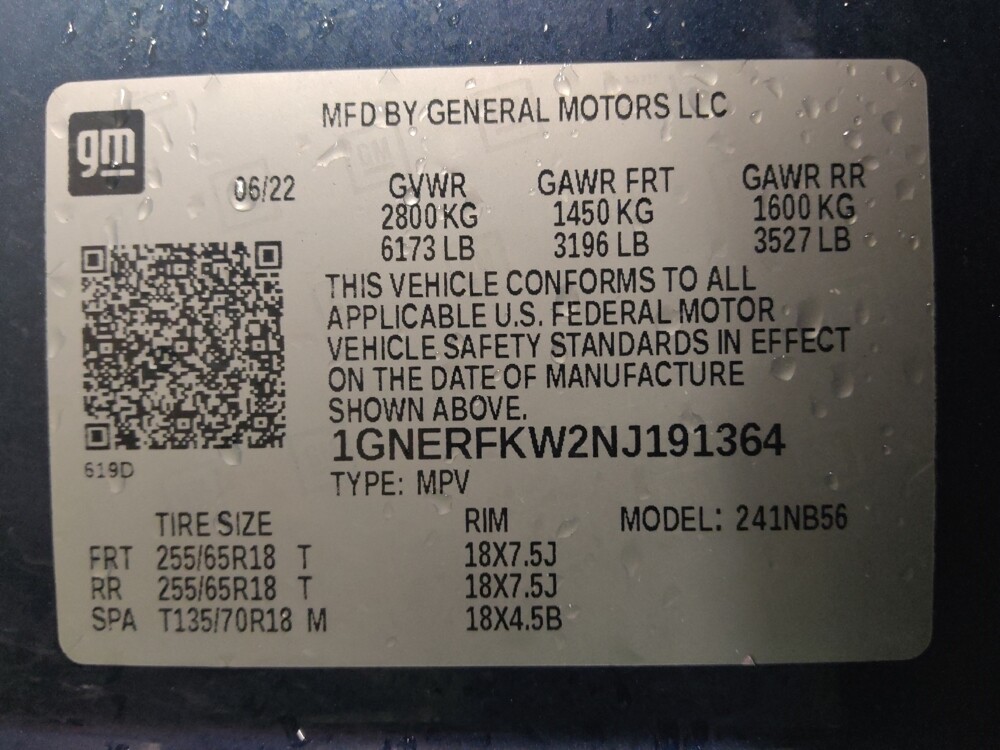 MFD BY GENERAL MOTORS LLC
gm
06/22
GVWR GAWR FRT GAWR RR
2800 KG 1450 KG 1600 KG
6173 LB 3196 LB 3527 LB
THIS VEHICLE CONFORMS TO ALL
APPLICABLE U.S. FEDERAL MOTOR
VEHICLE SAFETY STANDARDS IN EFFECT
ON THE DATE OF MANUFACTURE
SHOWN ABOVE.
1GNERFKW2NJ191364
619D
TYPE: MPV
TIRE SIZE RIM MODEL: 241NB56
FRT 255/65R18 T 18X7.5J
RR 255/65R18 T 18X7.5J
SPA T135/70R18 M 18X4.5B